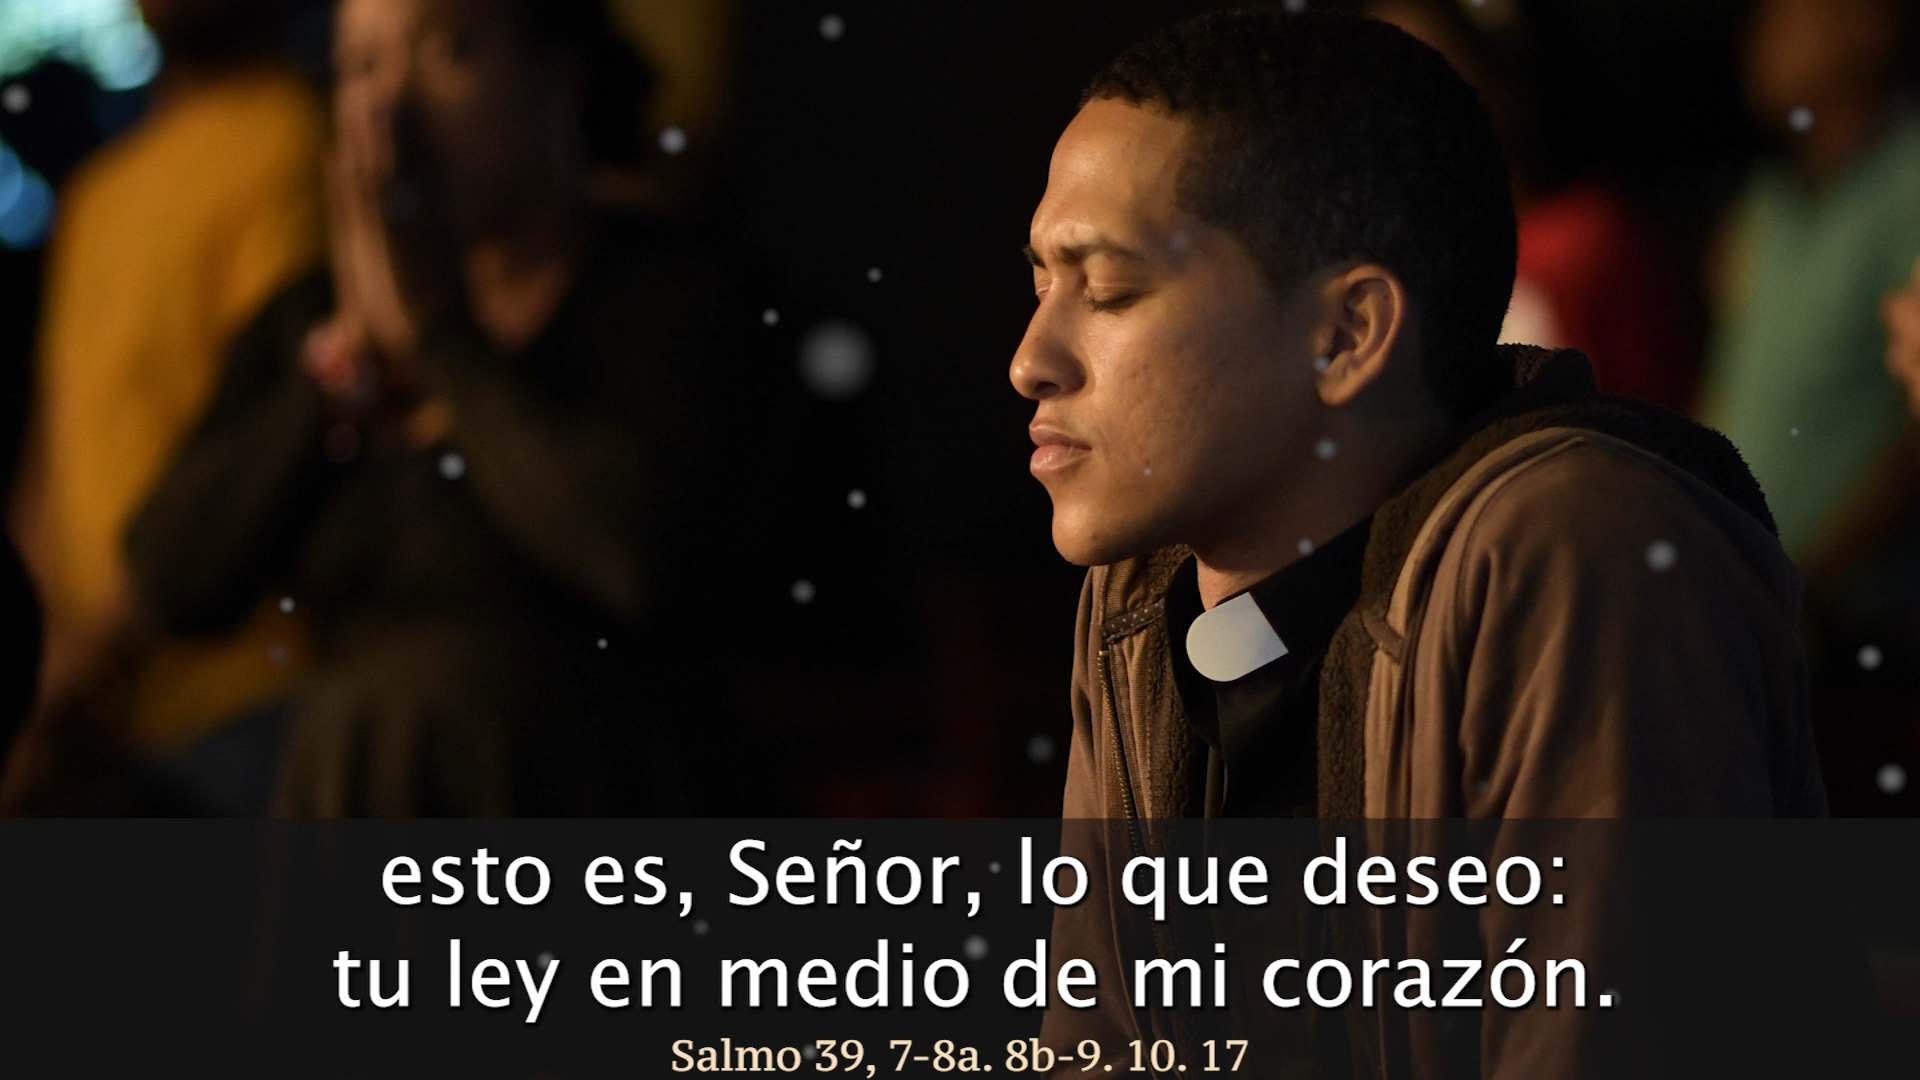 esto es, Señor, lo que deseo:
tu ley en medio de mi corazón.
Salmo 39, 7-8a. 8b-9. 10. 17